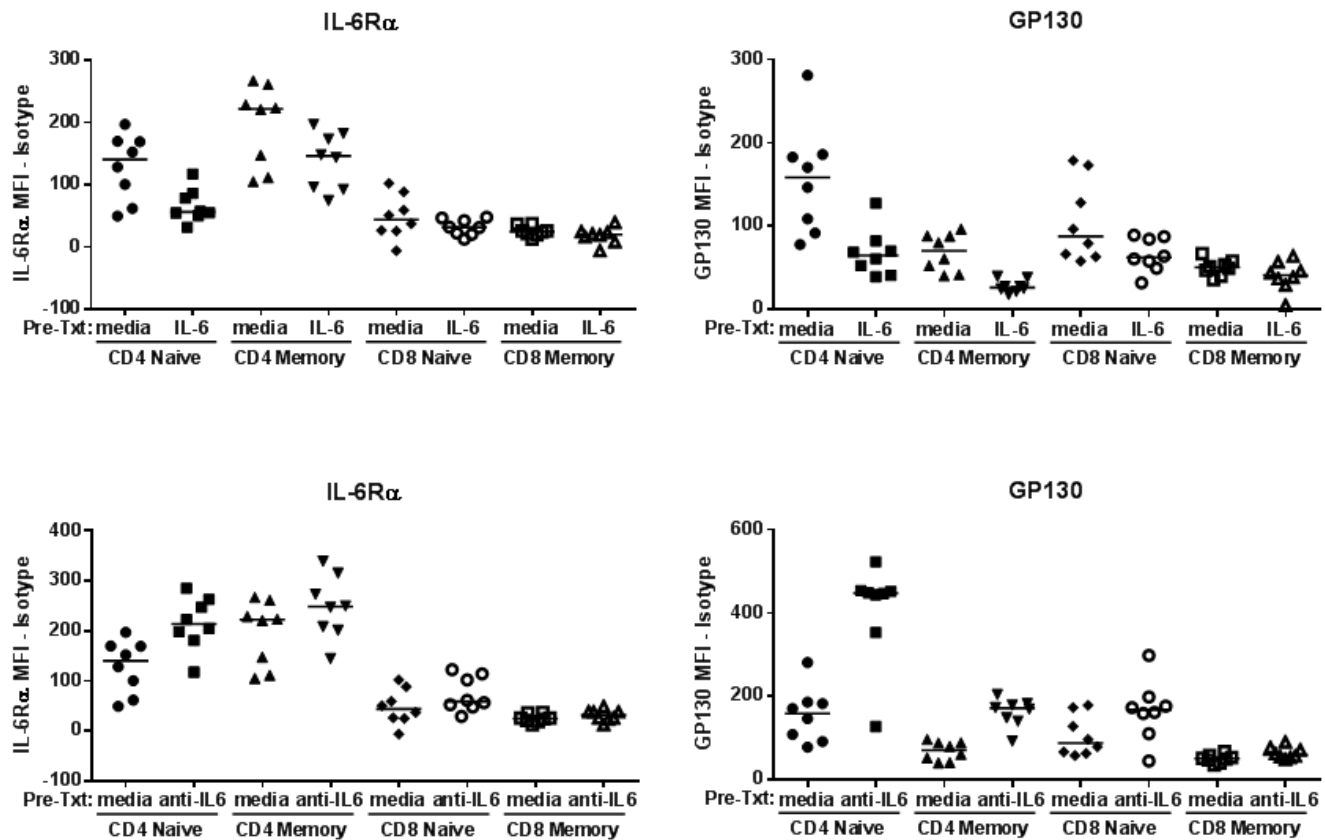 IL-6Rα
IL-6Rα MFI - Isotype
300
200
100
0
-100
Pre-Txt: media IL-6 media IL-6 media IL-6 media IL-6
CD4 Naive CD4 Memory CD8 Naive CD8 Memory
GP130
GP130 MFI - Isotype
300
200
100
0
Pre-Txt: media IL-6 media IL-6 media IL-6 media IL-6
CD4 Naive CD4 Memory CD8 Naive CD8 Memory
IL-6Rα
IL-6Rα MFI - Isotype
400
300
200
100
0
-100
Pre-Txt: media anti-IL6 media anti-IL6 media anti-IL6 media anti-IL6
CD4 Naive CD4 Memory CD8 Naive CD8 Memory
GP130
GP130 MFI - Isotype
600
400
200
0
Pre-Txt: media anti-IL6 media anti-IL6 media anti-IL6 media anti-IL6
CD4 Naive CD4 Memory CD8 Naive CD8 Memory